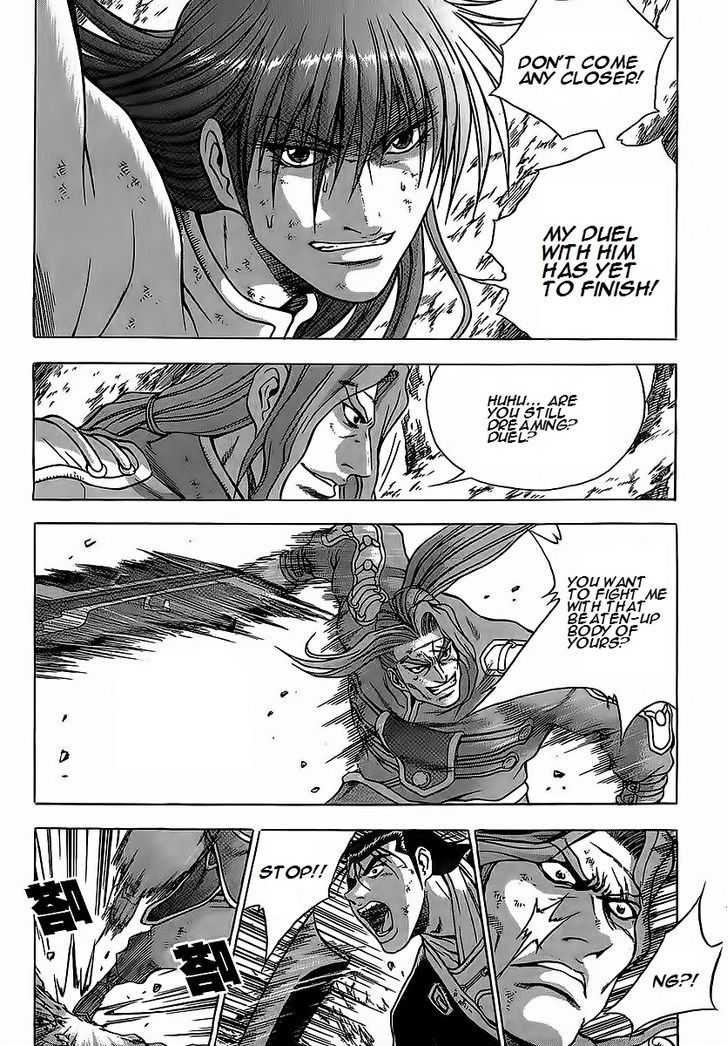 DON'T COME
ANY CLOSER!
MY DUEL
WITH HIM
HAS YET
TO FINISH!
HUHU... ARE
YOU STILL
DREAMING?
DUEL?
YOU WANT
TO FIGHT ME
WITH THAT
BEATEN-UP
BODY OF
YOURS?
STOP!!
NG?!